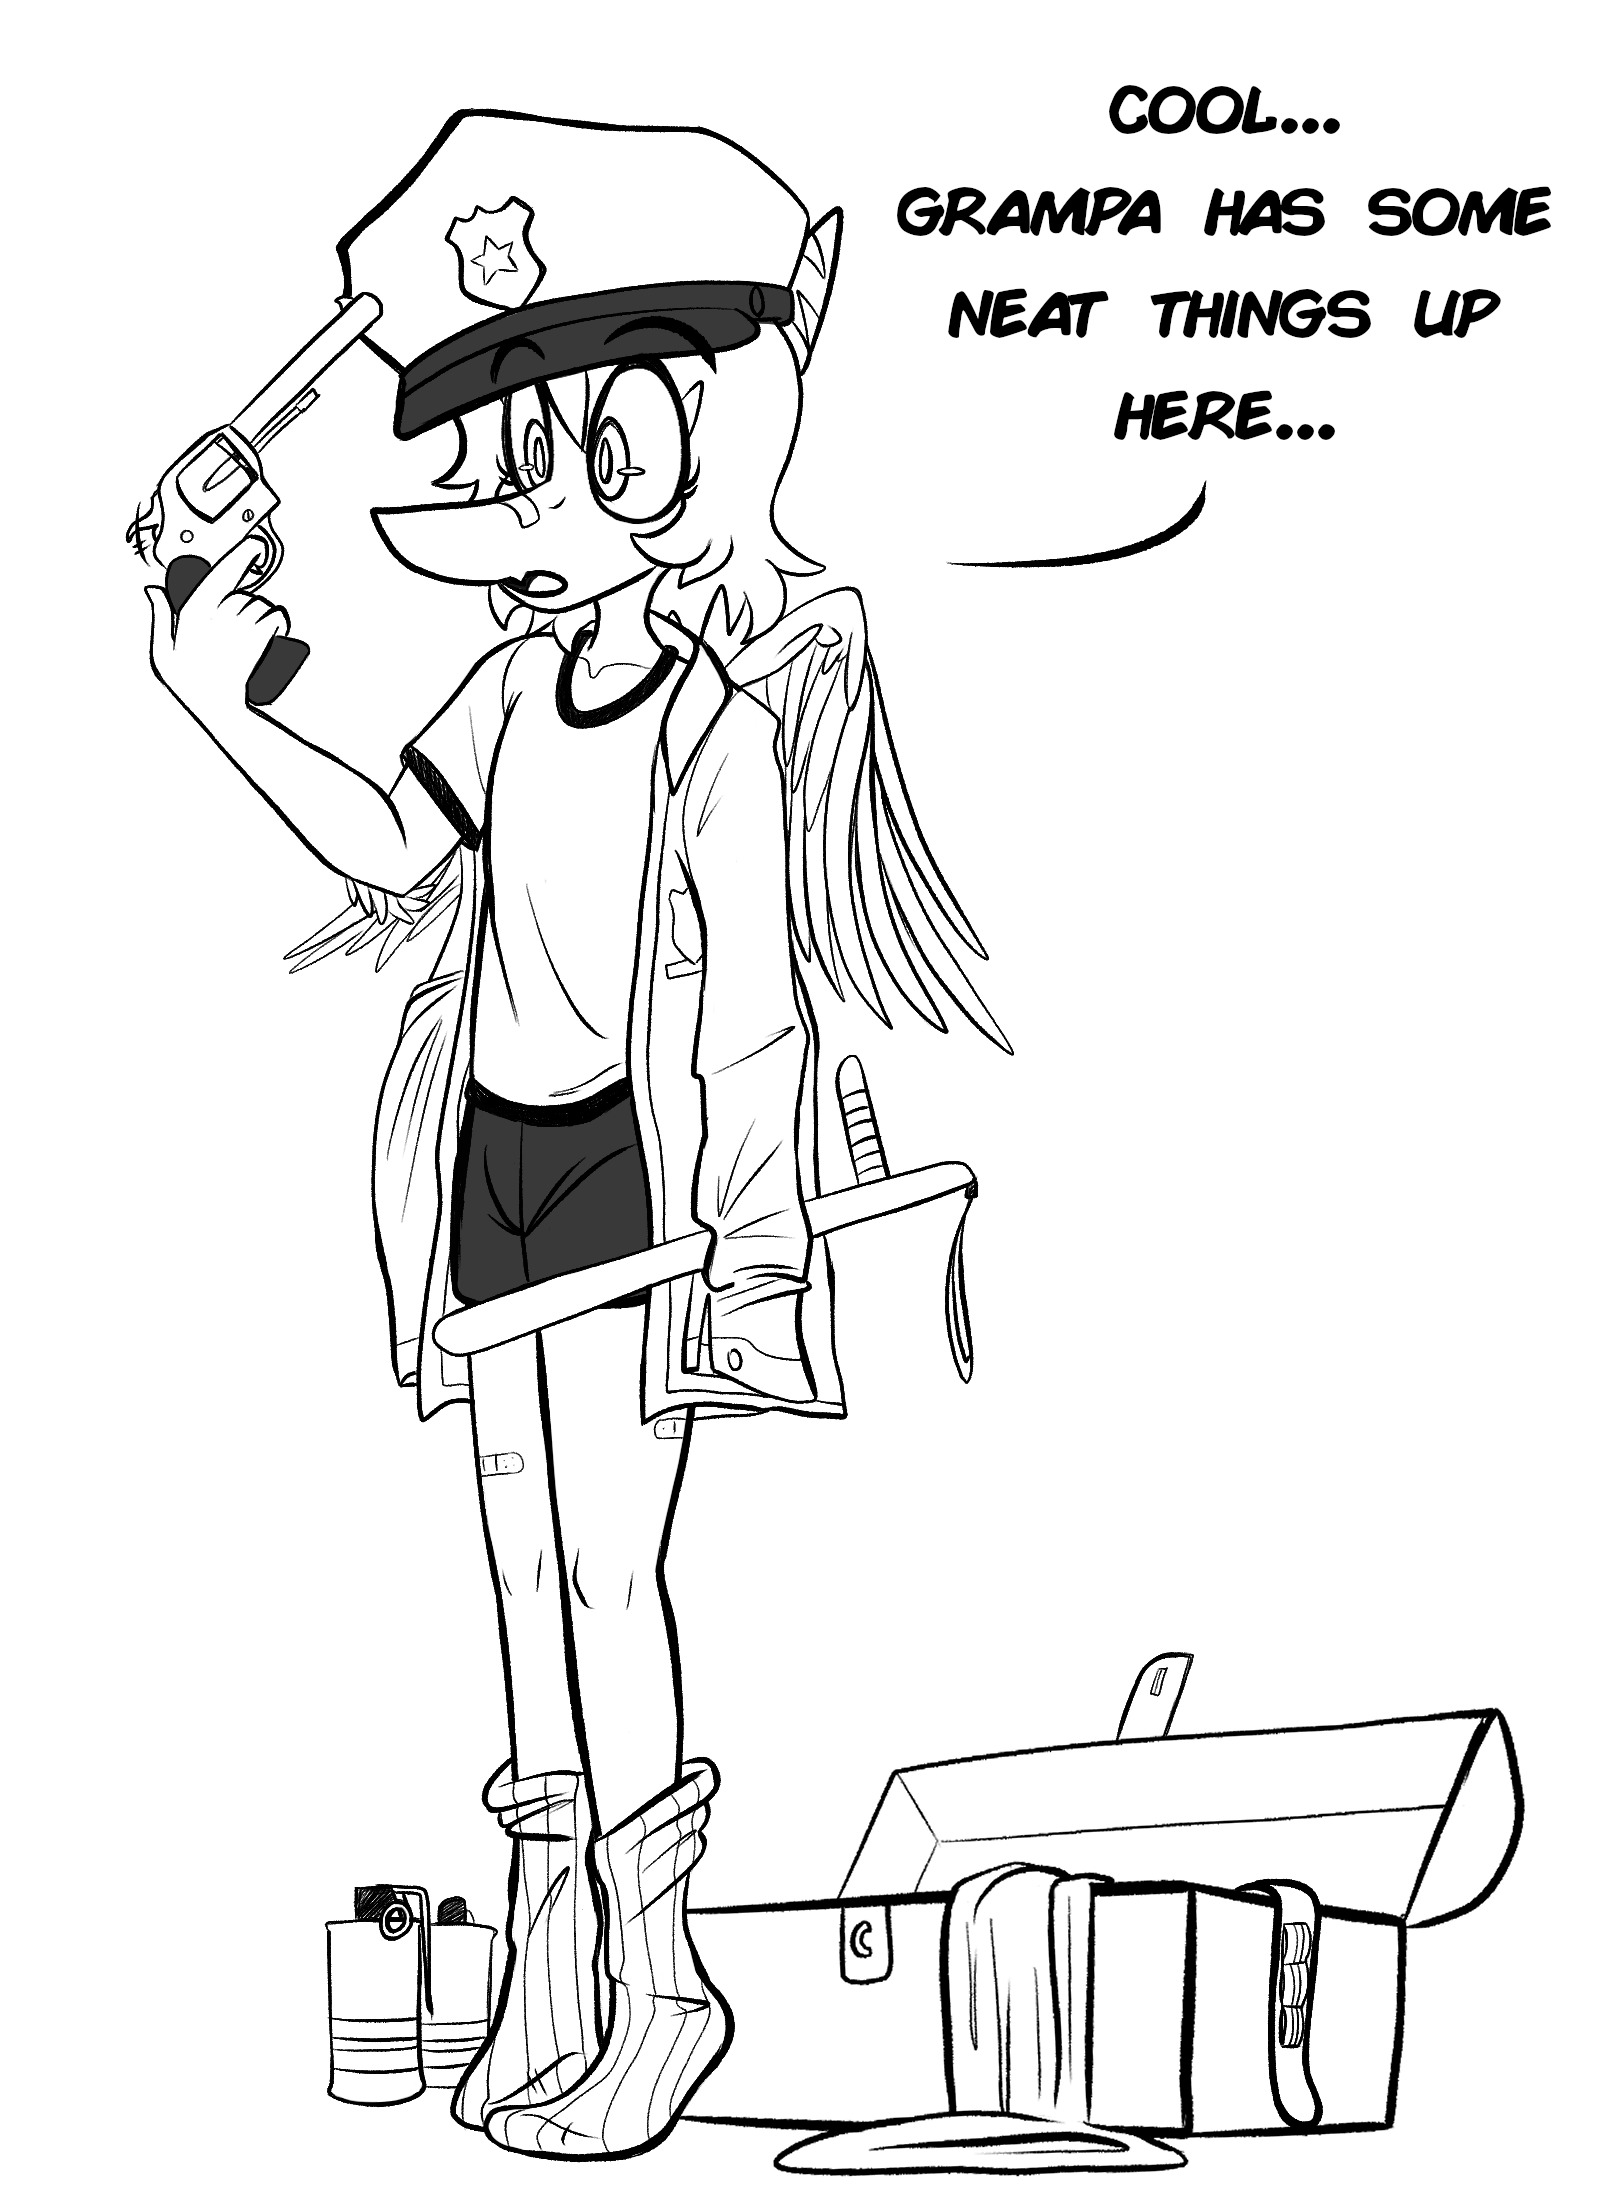 COOL...
GRAMPA HAS SOME
NEAT THINGS UP
HERE...